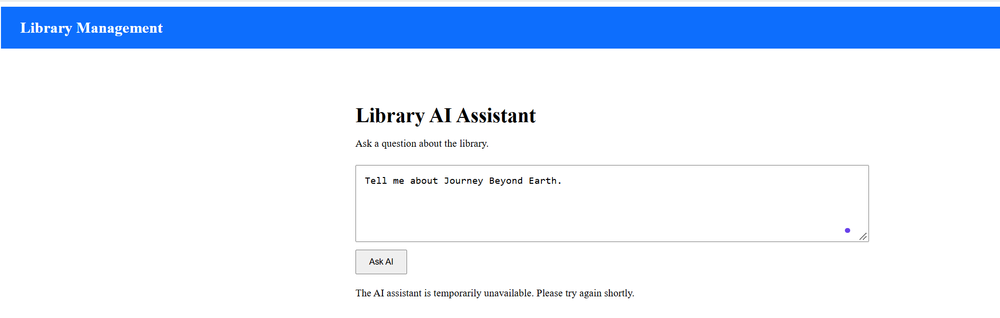 Library Management
Library AI Assistant
Ask a question about the library.
Tell me about Journey Beyond Earth.
Ask AI
The AI assistant is temporarily unavailable. Please try again shortly.